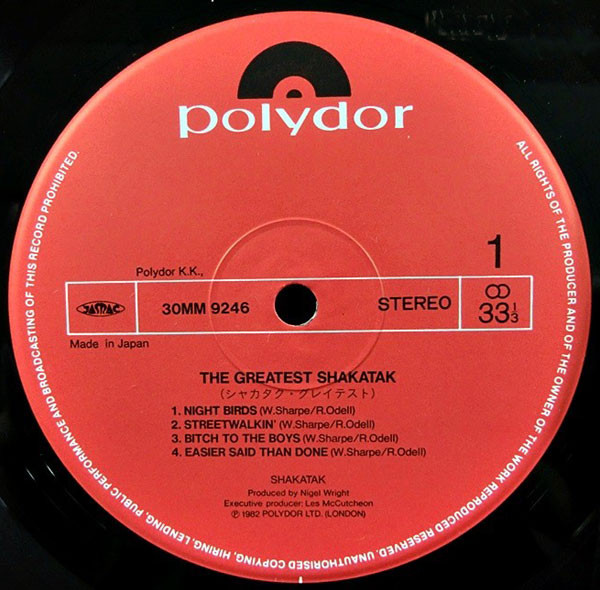 polydor
ALL RIGHTS OF THE PRODUCER AND OF THE OWNER OF THE WORK REPRODUCED RESERVED. UNAUTHORISED COPYING, HIRING, LENDING, PUBLIC PERFORMANCE AND BROADCASTING OF THIS RECORD PROHIBITED.
1
Polydor K.K.,
JASRAC
30MM 9246
STEREO
33 1/3
Made in Japan
THE GREATEST SHAKATAK
(シャカタク・グレイテスト)
1. NIGHT BIRDS (W.Sharpe/R.Odell)
2. STREETWALKIN' (W.Sharpe/R.Odell)
3. BITCH TO THE BOYS (W.Sharpe/R.Odell)
4. EASIER SAID THAN DONE (W.Sharpe/R.Odell)
SHAKATAK
Produced by Nigel Wright
Executive producer: Les McCutcheon
℗ 1982 POLYDOR LTD. (LONDON)